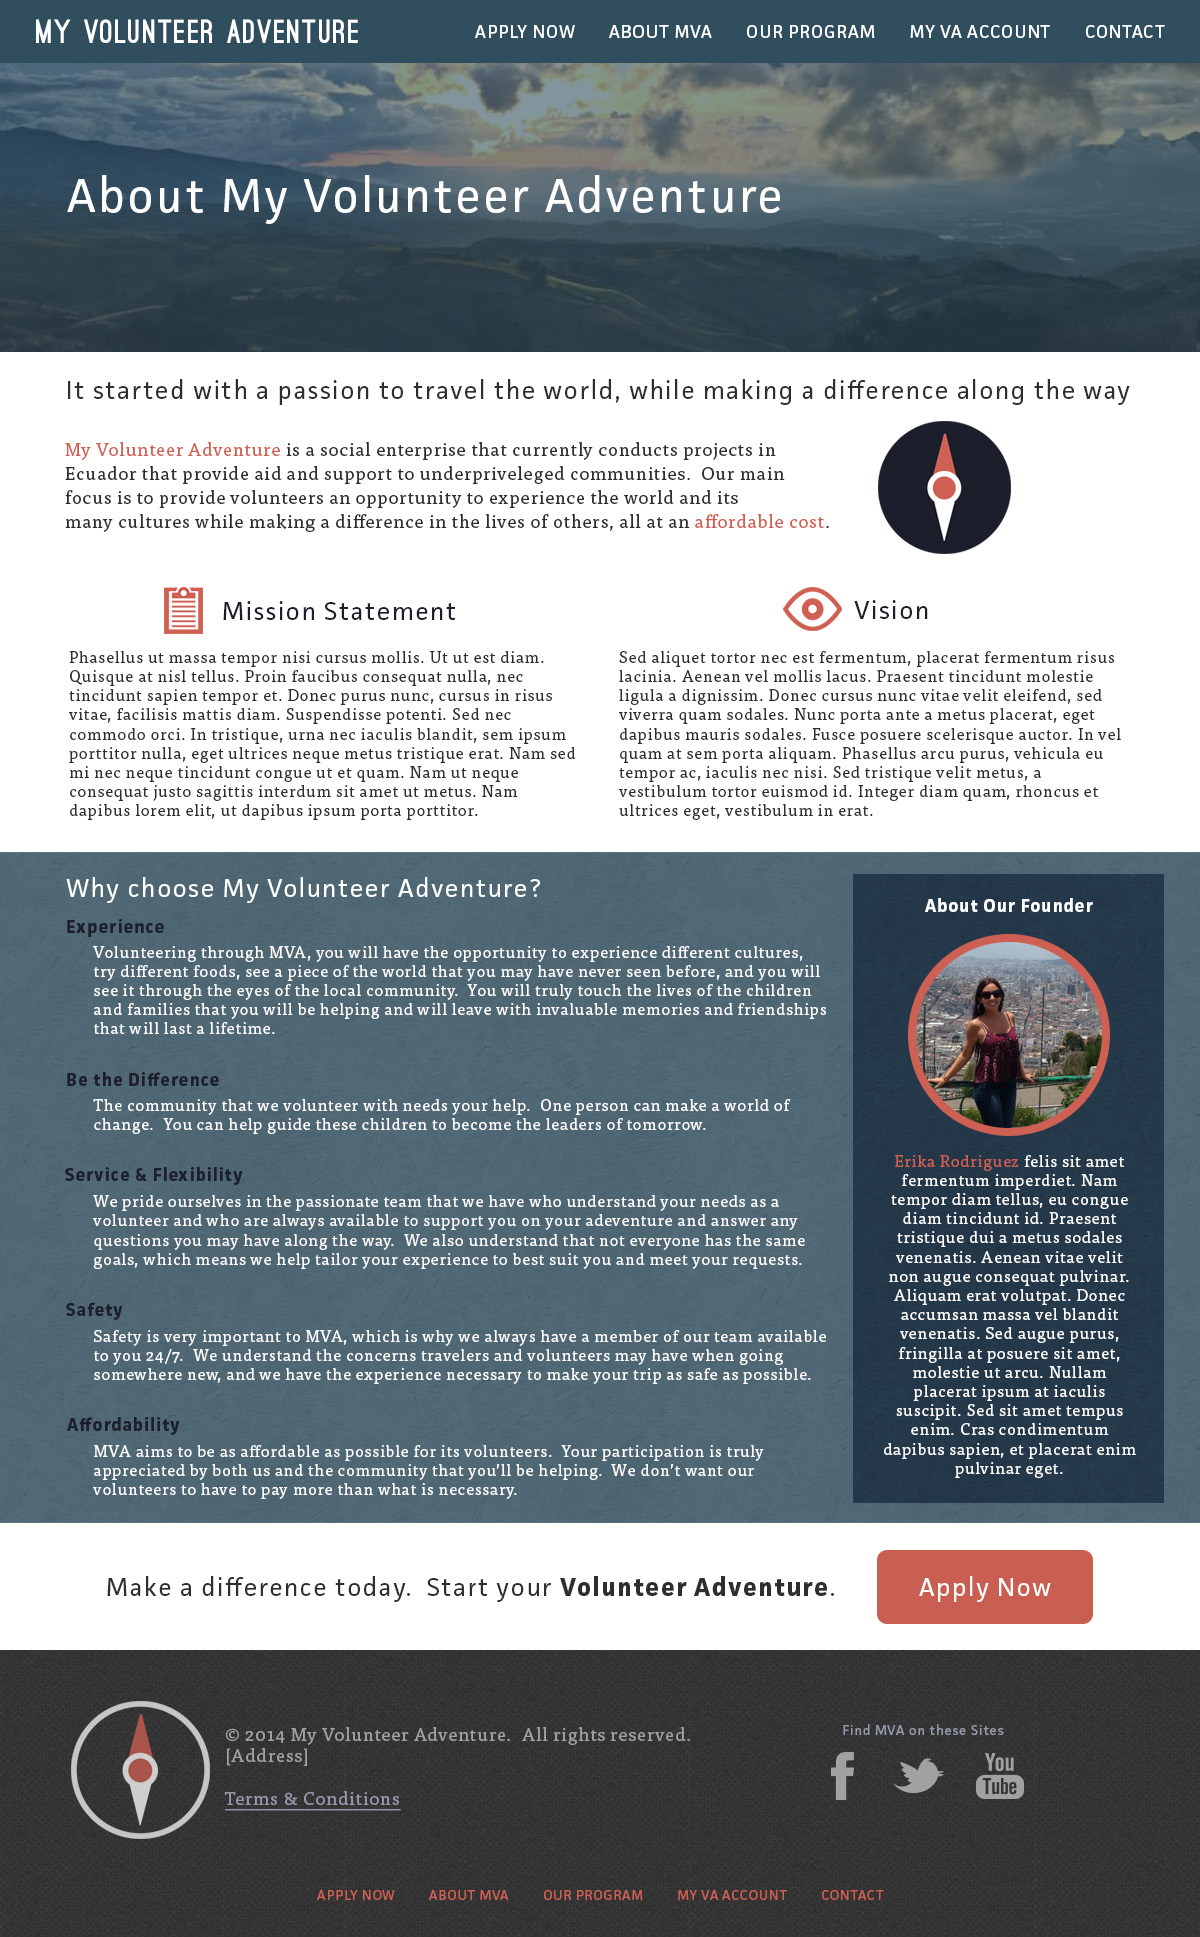 MY VOLUNTEER ADVENTURE
APPLY NOW ABOUT MVA OUR PROGRAM MY VA ACCOUNT CONTACT
About My Volunteer Adventure
It started with a passion to travel the world, while making a difference along the way
My Volunteer Adventure is a social enterprise that currently conducts projects in
Ecuador that provide aid and support to underpriveleged communities.  Our main
focus is to provide volunteers an opportunity to experience the world and its
many cultures while making a difference in the lives of others, all at an affordable cost.
Mission Statement
Phasellus ut massa tempor nisi cursus mollis. Ut ut est diam.
Quisque at nisl tellus. Proin faucibus consequat nulla, nec
tincidunt sapien tempor et. Donec purus nunc, cursus in risus
vitae, facilisis mattis diam. Suspendisse potenti. Sed nec
commodo orci. In tristique, urna nec iaculis blandit, sem ipsum
porttitor nulla, eget ultrices neque metus tristique erat. Nam sed
mi nec neque tincidunt congue ut et quam. Nam ut neque
consequat justo sagittis interdum sit amet ut metus. Nam
dapibus lorem elit, ut dapibus ipsum porta porttitor.
Vision
Sed aliquet tortor nec est fermentum, placerat fermentum risus
lacinia. Aenean vel mollis lacus. Praesent tincidunt molestie
ligula a dignissim. Donec cursus nunc vitae velit eleifend, sed
viverra quam sodales. Nunc porta ante a metus placerat, eget
dapibus mauris sodales. Fusce posuere scelerisque auctor. In vel
quam at sem porta aliquam. Phasellus arcu purus, vehicula eu
tempor ac, iaculis nec nisi. Sed tristique velit metus, a
vestibulum tortor euismod id. Integer diam quam, rhoncus et
ultrices eget, vestibulum in erat.
Why choose My Volunteer Adventure?
Experience
Volunteering through MVA, you will have the opportunity to experience different cultures,
try different foods, see a piece of the world that you may have never seen before, and you will
see it through the eyes of the local community.  You will truly touch the lives of the children
and families that you will be helping and will leave with invaluable memories and friendships
that will last a lifetime.
Be the Difference
The community that we volunteer with needs your help.  One person can make a world of
change.  You can help guide these children to become the leaders of tomorrow.
Service & Flexibility
We pride ourselves in the passionate team that we have who understand your needs as a
volunteer and who are always available to support you on your adeventure and answer any
questions you may have along the way.  We also understand that not everyone has the same
goals, which means we help tailor your experience to best suit you and meet your requests.
Safety
Safety is very important to MVA, which is why we always have a member of our team available
to you 24/7.  We understand the concerns travelers and volunteers may have when going
somewhere new, and we have the experience necessary to make your trip as safe as possible.
Affordability
MVA aims to be as affordable as possible for its volunteers.  Your participation is truly
appreciated by both us and the community that you'll be helping.  We don't want our
volunteers to have to pay more than what is necessary.
About Our Founder
Erika Rodriguez felis sit amet
fermentum imperdiet. Nam
tempor diam tellus, eu congue
diam tincidunt id. Praesent
tristique dui a metus sodales
venenatis. Aenean vitae velit
non augue consequat pulvinar.
Aliquam erat volutpat. Donec
accumsan massa vel blandit
venenatis. Sed augue purus,
fringilla at posuere sit amet,
molestie ut arcu. Nullam
placerat ipsum at iaculis
suscipit. Sed sit amet tempus
enim. Cras condimentum
dapibus sapien, et placerat enim
pulvinar eget.
Make a difference today.  Start your Volunteer Adventure.
Apply Now
© 2014 My Volunteer Adventure.  All rights reserved.
[Address]
Terms & Conditions
Find MVA on these Sites
You
Tube
APPLY NOW ABOUT MVA OUR PROGRAM MY VA ACCOUNT CONTACT